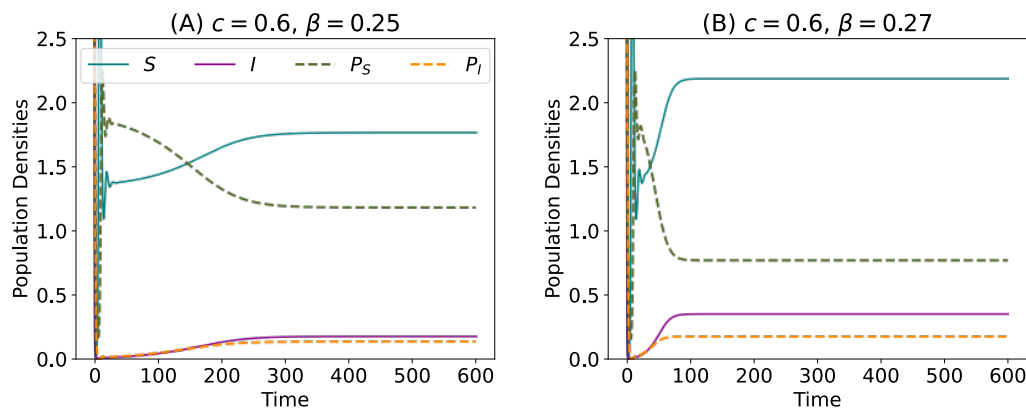 (A) c = 0.6, β = 0.25
S I P_S P_I
2.5
2.0
1.5
1.0
0.5
0.0
Population Densities
0 100 200 300 400 500 600
Time
(B) c = 0.6, β = 0.27
2.5
2.0
1.5
1.0
0.5
0.0
Population Densities
0 100 200 300 400 500 600
Time